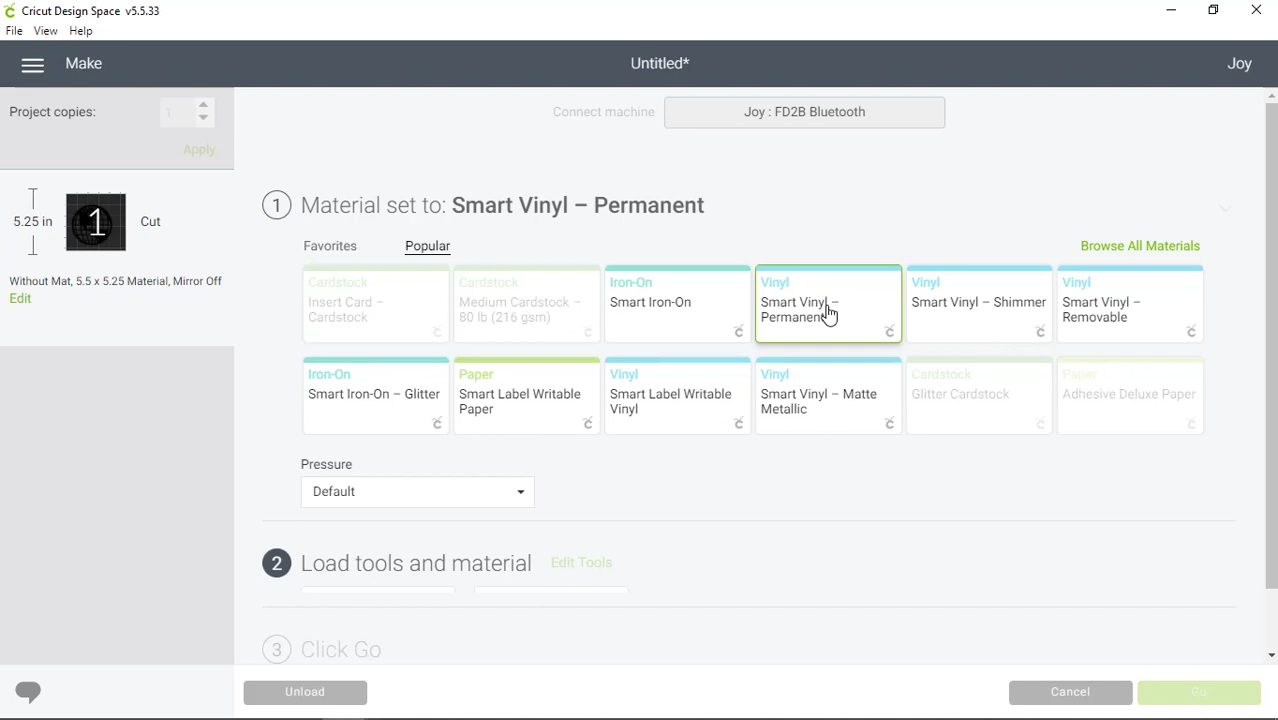 Cricut Design Space v5.5.33
File View Help
Make
Untitled*
Joy
Project copies:
1
Apply
Connect machine
Joy : FD2B Bluetooth
5.25 in
1
Cut
Without Mat, 5.5 x 5.25 Material, Mirror Off
Edit
1 Material set to: Smart Vinyl – Permanent
Favorites
Popular
Browse All Materials
Cardstock
Insert Card –
Cardstock
Cardstock
Medium Cardstock –
80 lb (216 gsm)
Iron-On
Smart Iron-On
Vinyl
Smart Vinyl –
Permanent
Vinyl
Smart Vinyl – Shimmer
Vinyl
Smart Vinyl –
Removable
Iron-On
Smart Iron-On – Glitter
Paper
Smart Label Writable
Paper
Vinyl
Smart Label Writable
Vinyl
Vinyl
Smart Vinyl – Matte
Metallic
Cardstock
Glitter Cardstock
Paper
Adhesive Deluxe Paper
Pressure
Default
2 Load tools and material
Edit Tools
3 Click Go
Unload
Cancel
Go